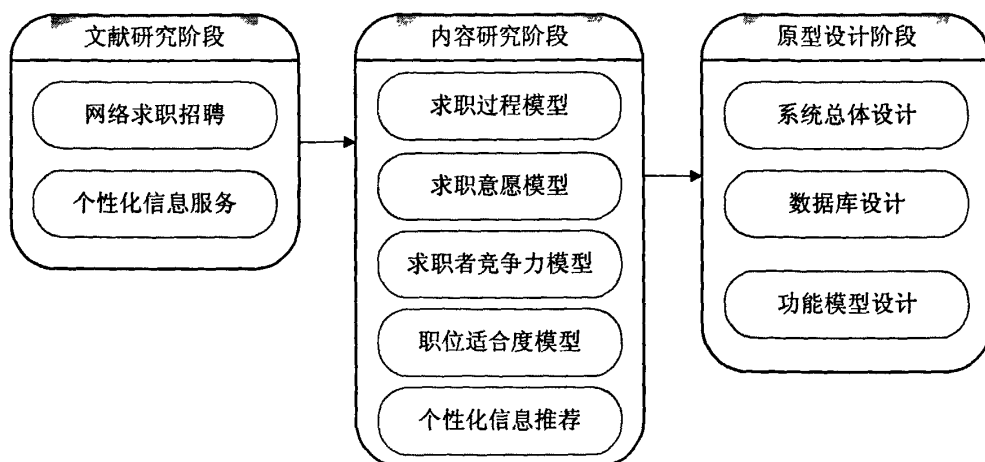 文献研究阶段
网络求职招聘
个性化信息服务
内容研究阶段
求职过程模型
求职意愿模型
求职者竞争力模型
职位适合度模型
个性化信息推荐
原型设计阶段
系统总体设计
数据库设计
功能模型设计